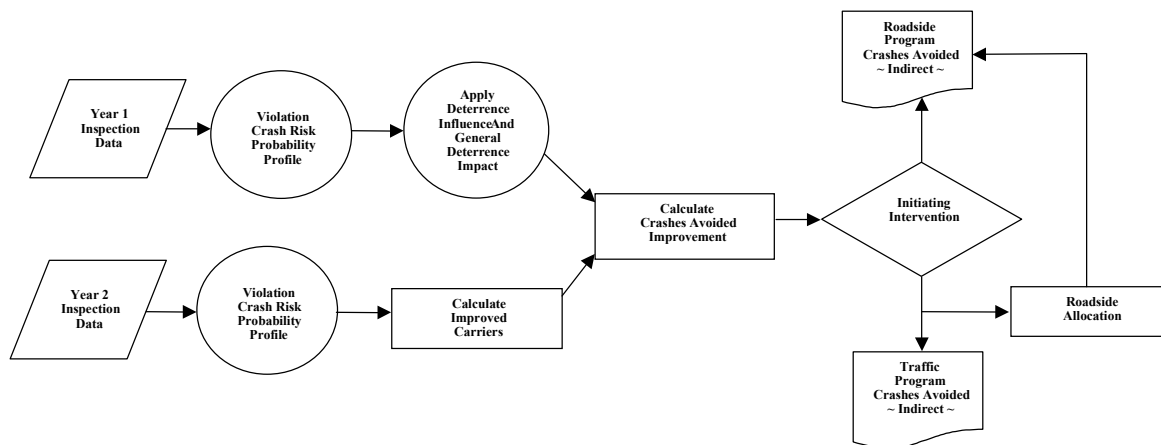 Year 1
Inspection
Data
Violation
Crash Risk
Probability
Profile
Apply
Deterrence
InfluenceAnd
General
Deterrence
Impact
Year 2
Inspection
Data
Violation
Crash Risk
Probability
Profile
Calculate
Improved
Carriers
Calculate
Crashes Avoided
Improvement
Initiating
Intervention
Roadside
Program
Crashes Avoided
~ Indirect ~
Roadside
Allocation
Traffic
Program
Crashes Avoided
~ Indirect ~